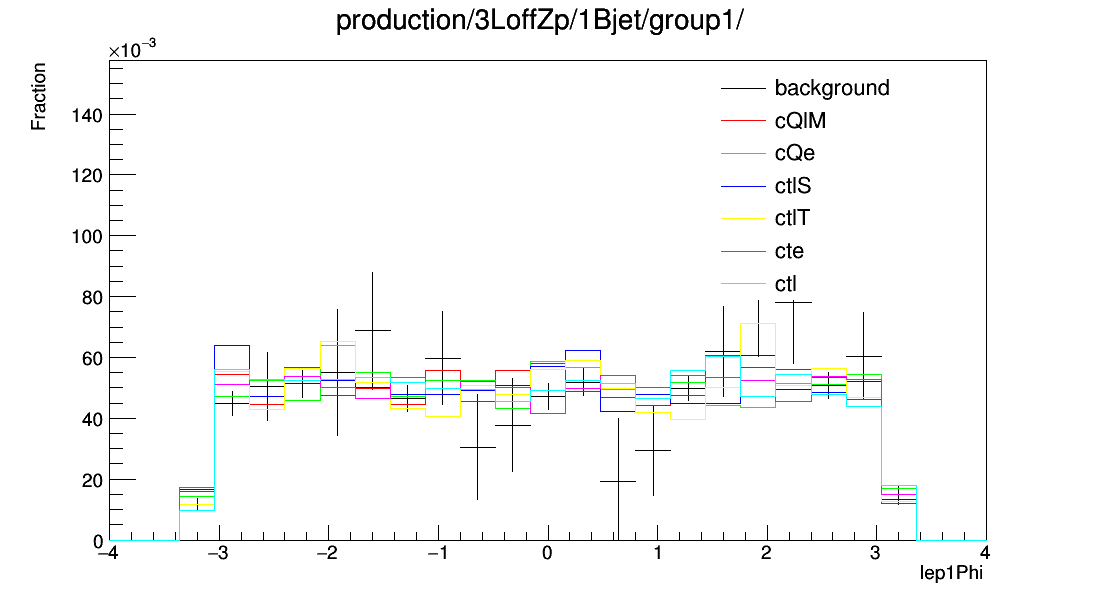 production/3LoffZp/1Bjet/group1/
×10⁻³
Fraction
140
120
100
80
60
40
20
0
background
cQlM
cQe
ctlS
ctlT
cte
ctl
−4 −3 −2 −1 0 1 2 3 4
lep1Phi